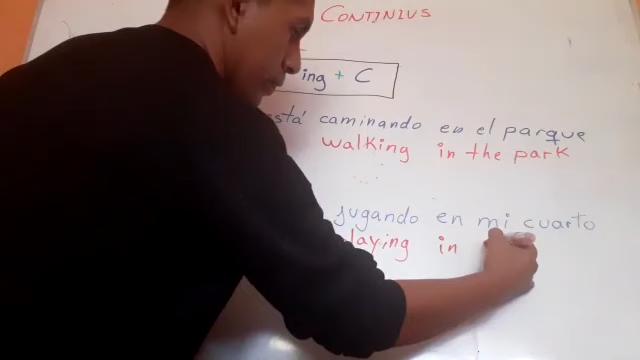 CONTINIUS
ing + C
está caminando en el parque
walking in the park
jugando en mi cuarto
laying in